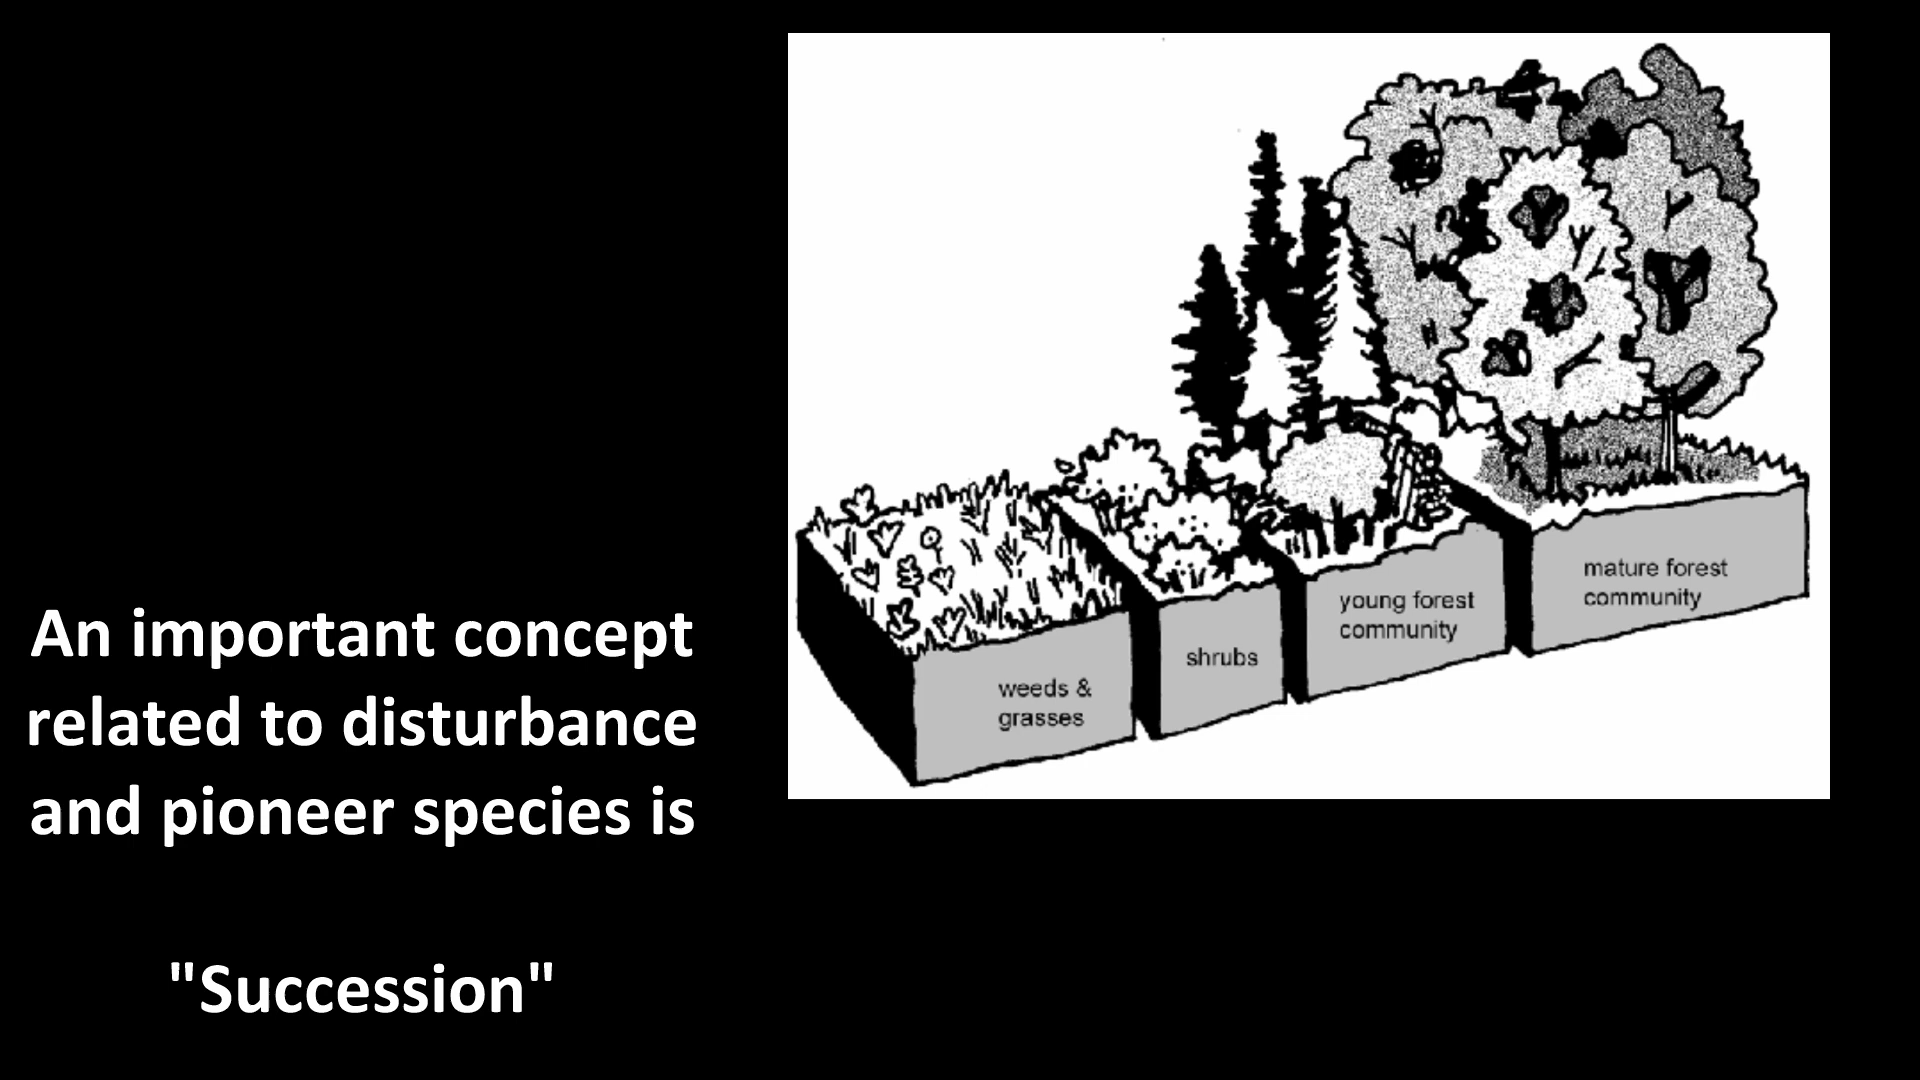 An important concept
related to disturbance
and pioneer species is
"Succession"
weeds &
grasses
shrubs
young forest
community
mature forest
community